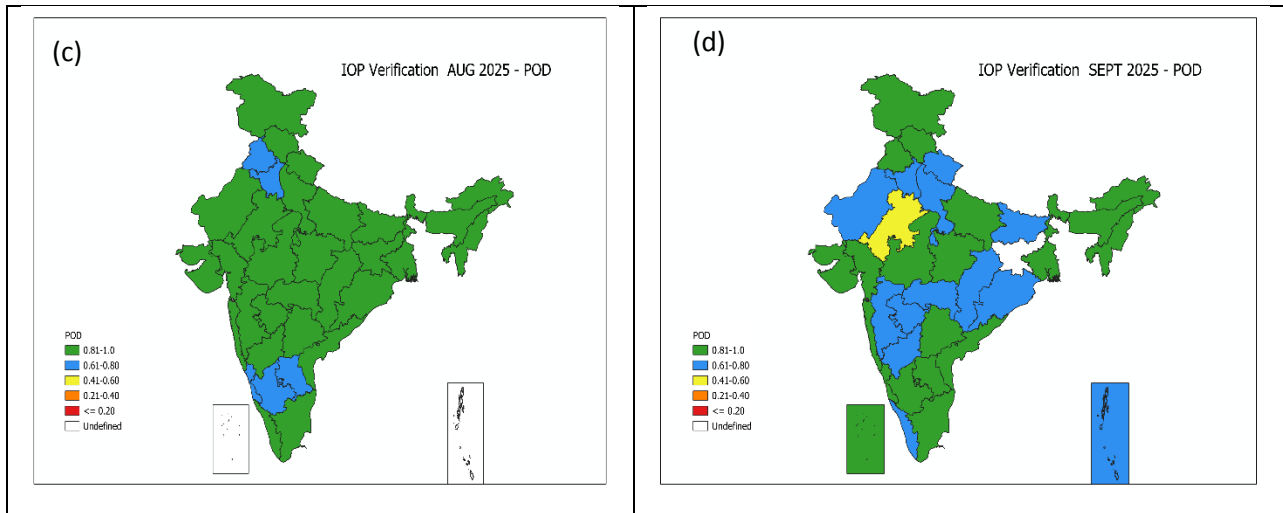 (c)
IOP Verification AUG 2025 - POD
POD
0.81-1.0
0.61-0.80
0.41-0.60
0.21-0.40
<= 0.20
Undefined
(d)
IOP Verification SEPT 2025 - POD
POD
0.81-1.0
0.61-0.80
0.41-0.60
0.21-0.40
<= 0.20
Undefined